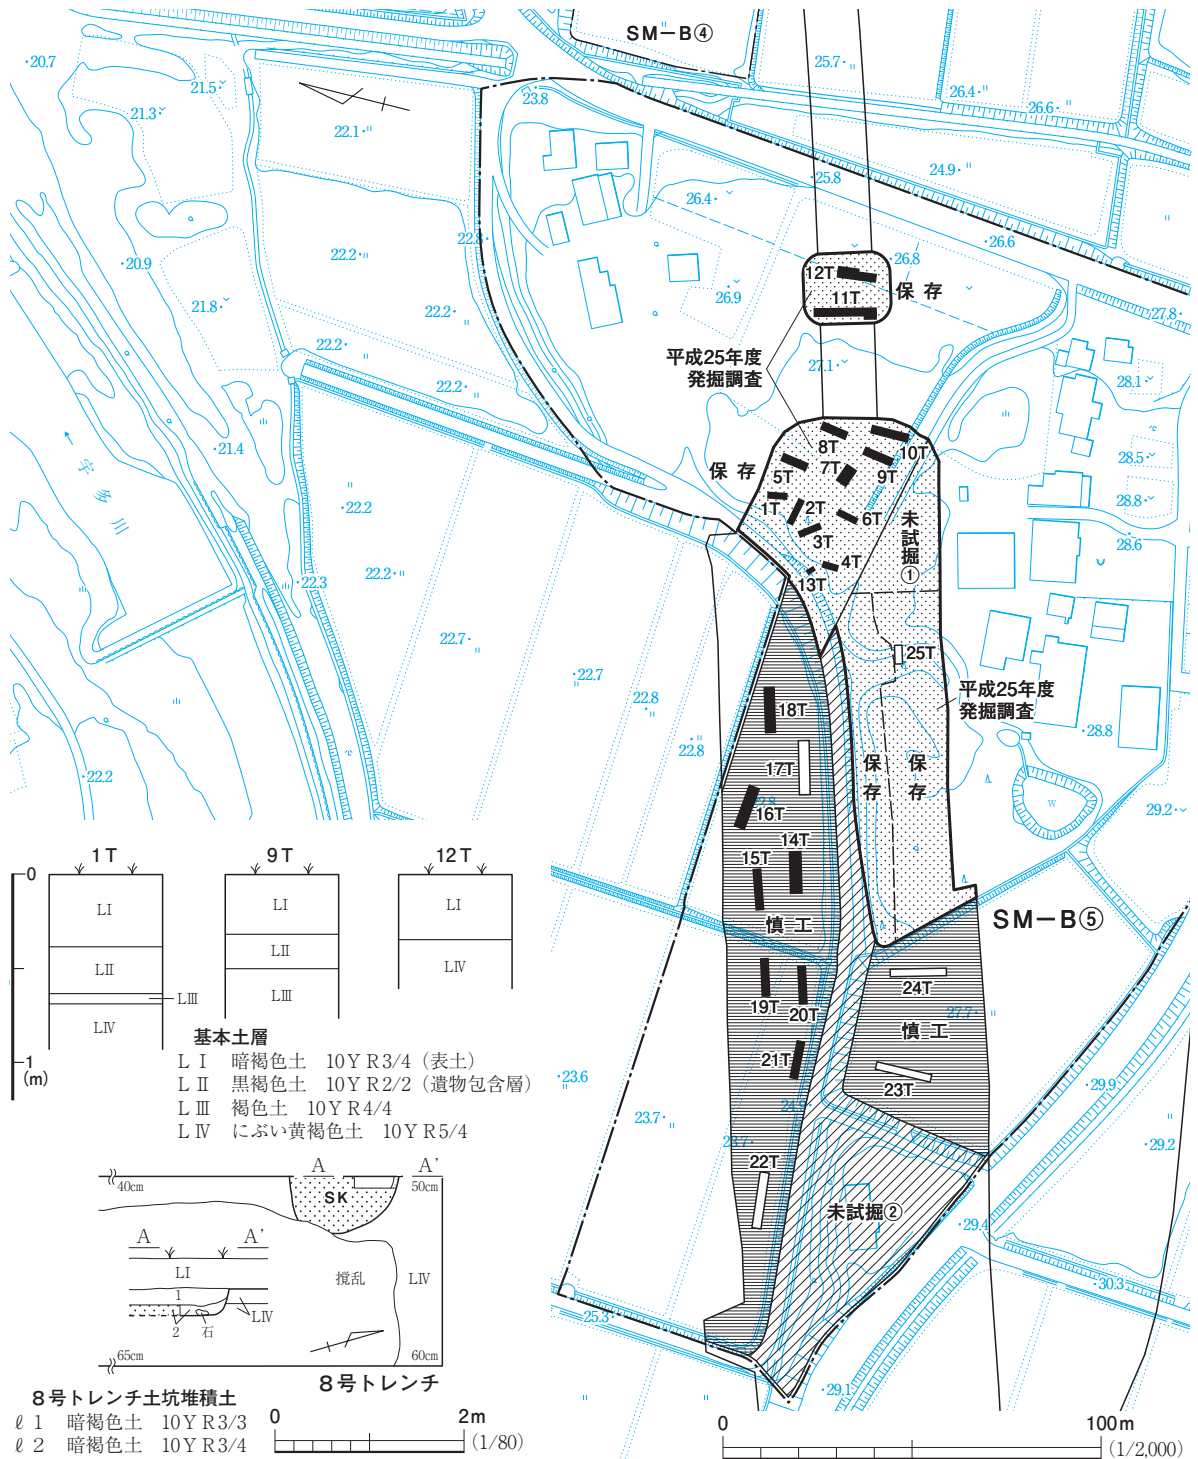 SM－B④
・20.7
21.5・
21.3・
22.1・"
23.8
25.7・"
26.4・"
26.6・"
25.8
24.9・"
26.4・
・20.9
22.2・"
22.8・
・26.6
26.8
12T
11T
保 存
26.9
21.8・
22.2・"
22.2・
27.8・
平成25年度
発掘調査
27.1・
22.2・
28.1・
・21.4
保 存
8T
10T
5T
7T
9T
28.5・
宇多川
・22.2
1T
2T
6T
28.8・
3T
28.6
未試掘①
4T
22.2・"
・22.3
13T
22.7・
"
25T
・22.7
"
22.8
18T
平成25年度
発掘調査
22.8
17T
・28.8
・22.2
保存
保存
22.8
16T
W
29.2・
14T
15T
慎 工
SM－B⑤
24T
19T
20T
27.7・"
慎 工
21T
23T
・23.6
"
24.9
・29.9
23.7・
"
23.7・
・29.2
"
22T
未試掘②
・29.4
・30.3
25.3・
・29.1
1T
9T
12T
0
LⅠ
LⅠ
LⅠ
LⅡ
LⅡ
LⅢ
LⅢ
LⅣ
LⅣ
1
(m)
基本土層
LⅠ 暗褐色土 10YR3/4（表土）
LⅡ 黒褐色土 10YR2/2（遺物包含層）
LⅢ 褐色土 10YR4/4
LⅣ にぶい黄褐色土 10YR5/4
A A'
40cm 50cm
SK
A A'
LⅠ
撹乱
LⅣ
1
LⅣ
2 石
65cm 60cm
8号トレンチ
8号トレンチ土坑堆積土
ℓ 1 暗褐色土 10YR3/3
ℓ 2 暗褐色土 10YR3/4
0 2m
(1/80)
0 100m
(1/2,000)